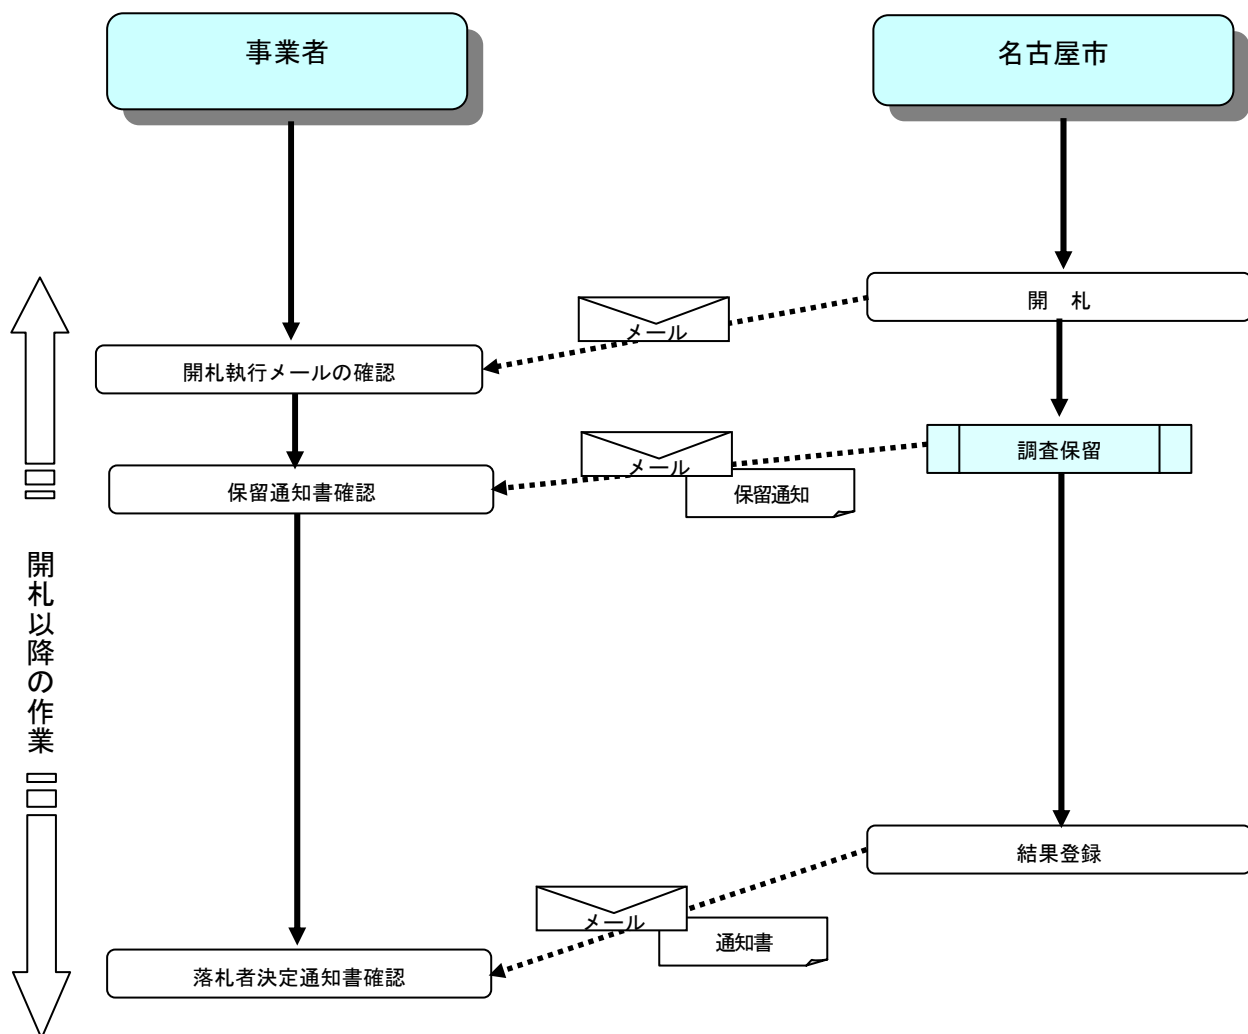 事業者
名古屋市
開　札
メール
開札執行メールの確認
調査保留
メール
保留通知
保留通知書確認
開札以降の作業
結果登録
メール
通知書
落札者決定通知書確認